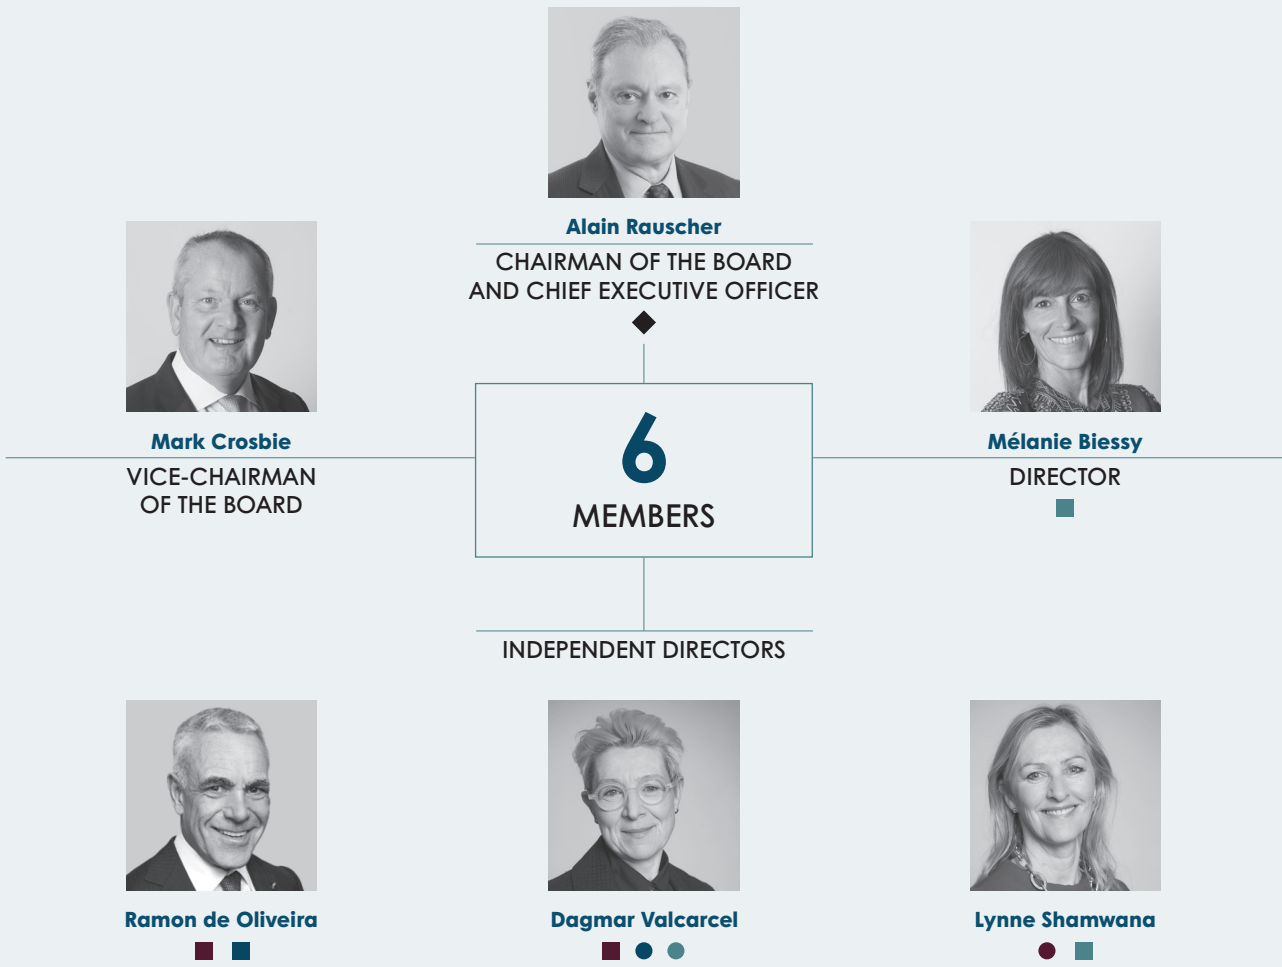 Alain Rauscher
CHAIRMAN OF THE BOARD
AND CHIEF EXECUTIVE OFFICER
Mark Crosbie
VICE-CHAIRMAN
OF THE BOARD
6
MEMBERS
Mélanie Biessy
DIRECTOR
INDEPENDENT DIRECTORS
Ramon de Oliveira
Dagmar Valcarcel
Lynne Shamwana